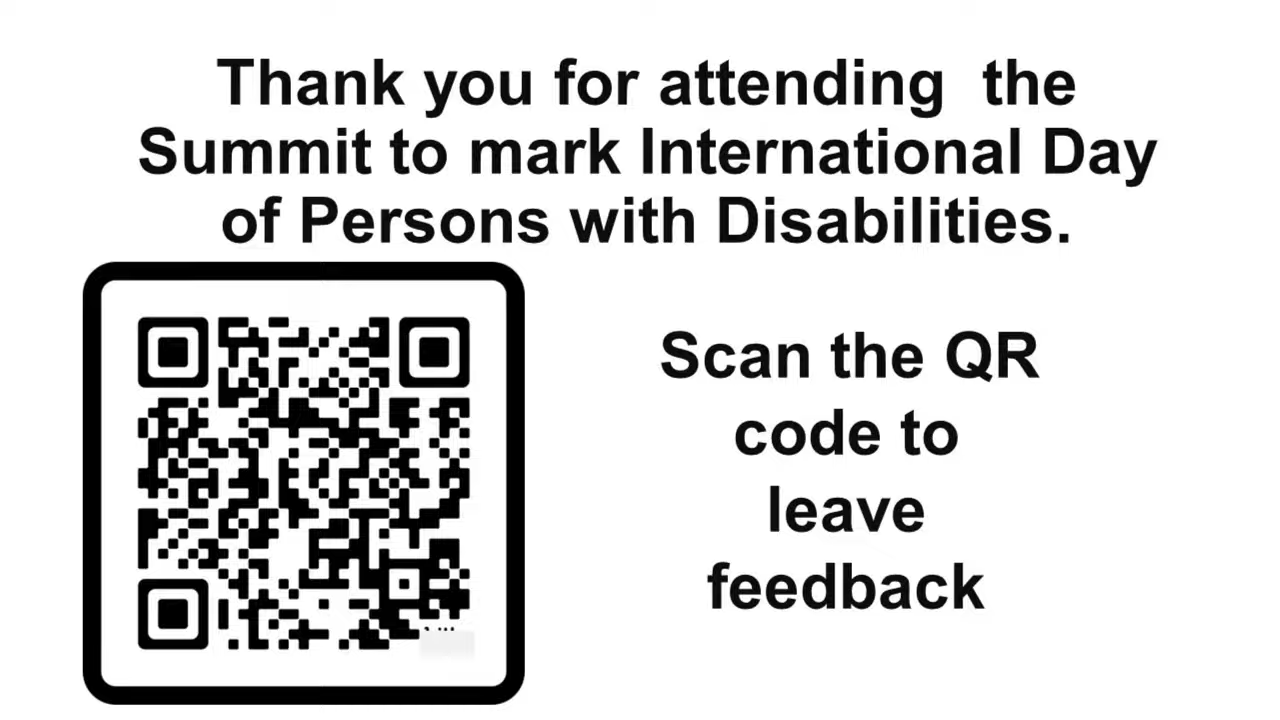 Thank you for attending  the
Summit to mark International Day
of Persons with Disabilities.
Scan the QR
code to
leave
feedback